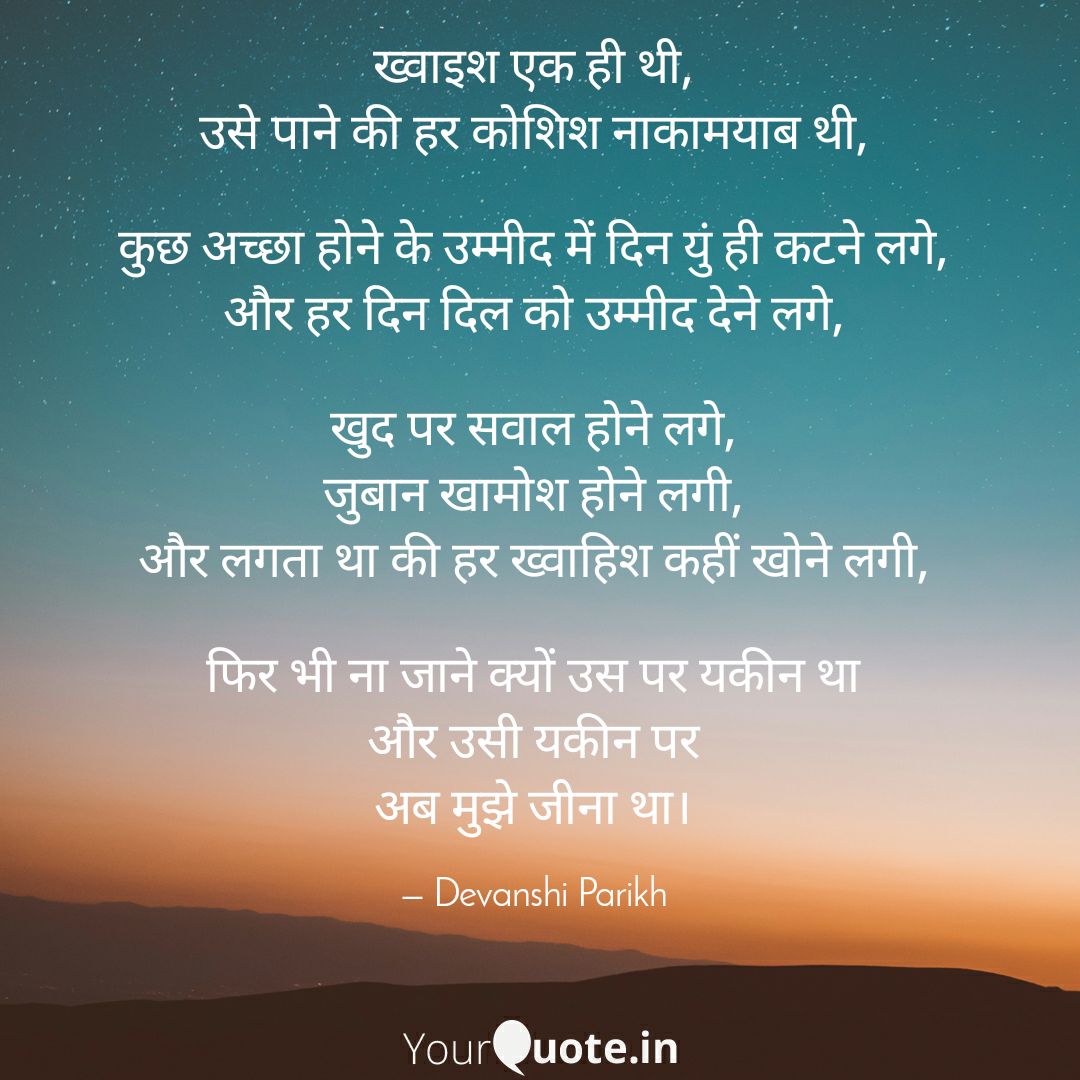 ख्वाइश एक ही थी,
उसे पाने की हर कोशिश नाकामयाब थी,
कुछ अच्छा होने के उम्मीद में दिन युं ही कटने लगे,
और हर दिन दिल को उम्मीद देने लगे,
खुद पर सवाल होने लगे,
जुबान खामोश होने लगी,
और लगता था की हर ख्वाहिश कहीं खोने लगी,
फिर भी ना जाने क्यों उस पर यकीन था
और उसी यकीन पर
अब मुझे जीना था।
– Devanshi Parikh
YourQuote.in